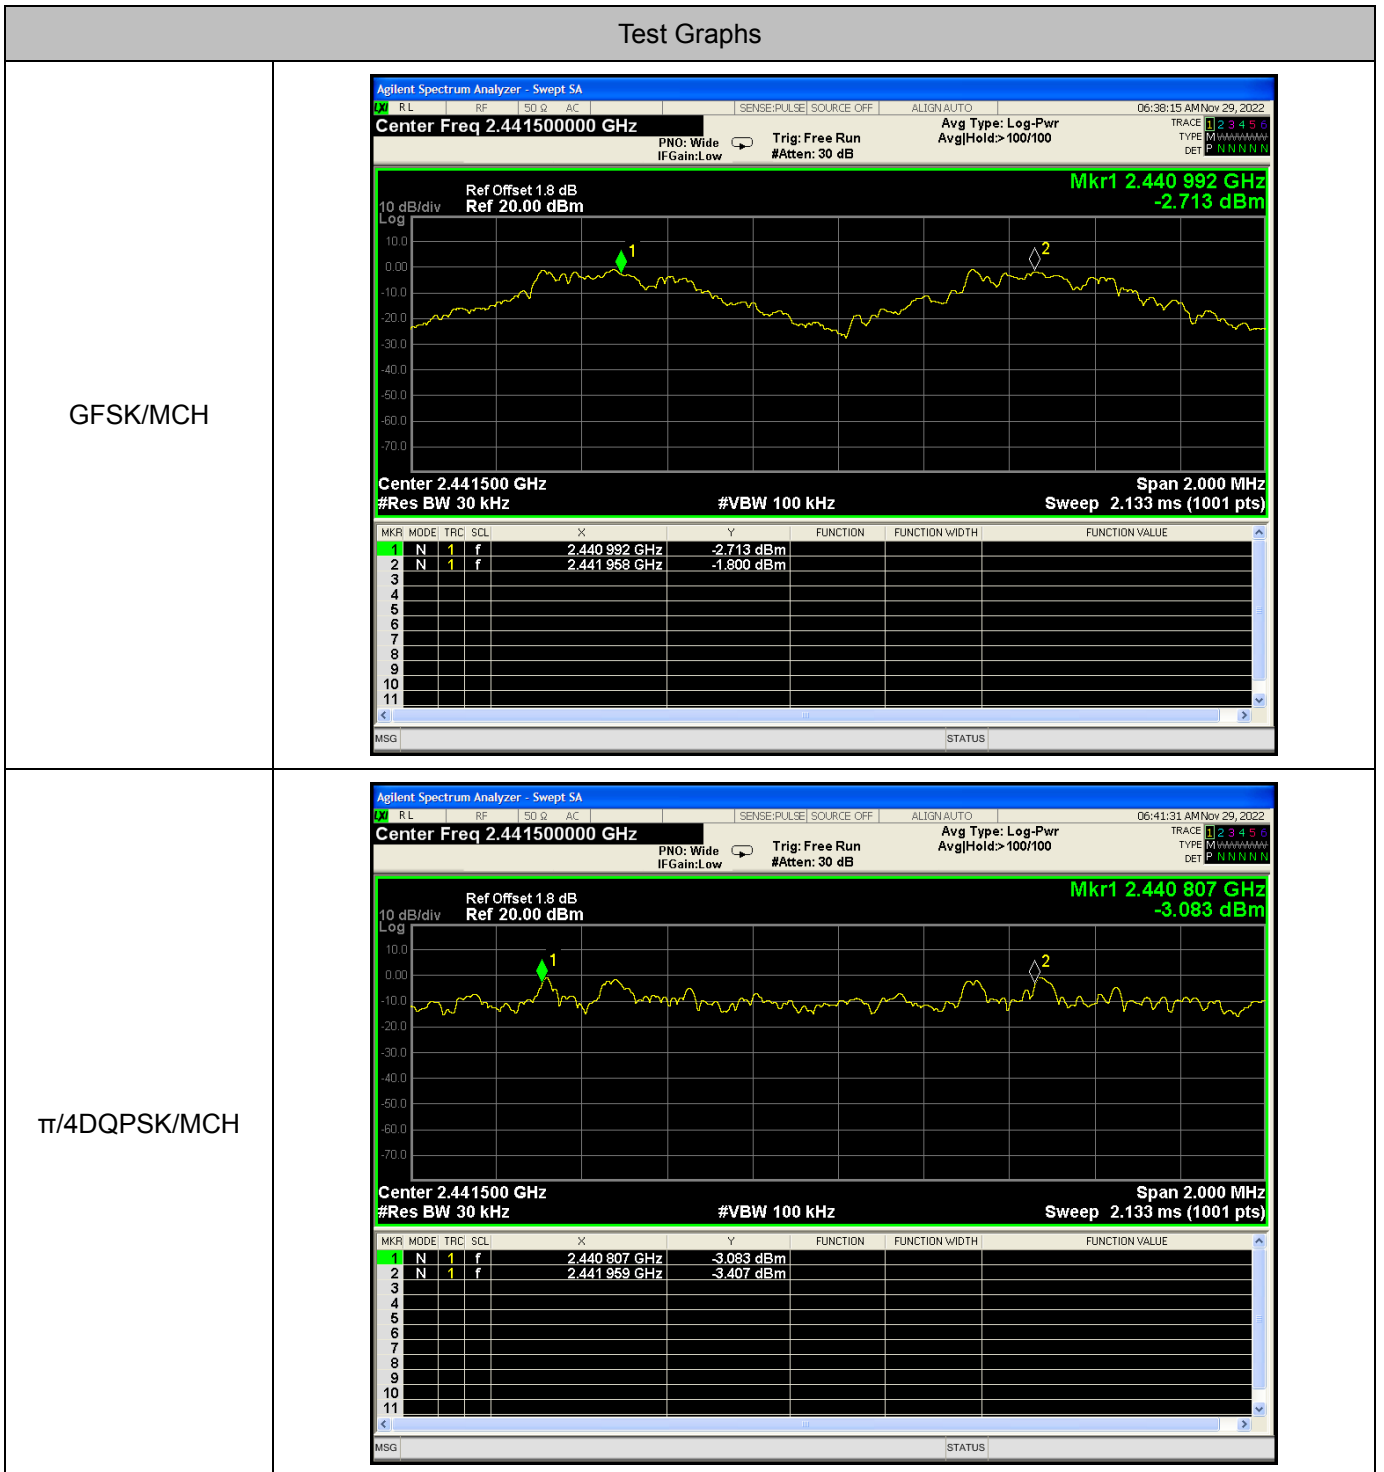 Test Graphs
GFSK/MCH
Agilent Spectrum Analyzer - Swept SA
LXI RL RF 50 Ω AC SENSE:PULSE SOURCE OFF ALIGN AUTO 06:38:15 AM Nov 29, 2022
Center Freq 2.441500000 GHz
PNO: Wide
IFGain:Low
Trig: Free Run
#Atten: 30 dB
Avg Type: Log-Pwr
Avg|Hold:> 100/100
TRACE 1 2 3 4 5 6
TYPE M WWWWW
DET P N N N N N
Mkr1 2.440 992 GHz
-2.713 dBm
Ref Offset 1.8 dB
10 dB/div Ref 20.00 dBm
Log
10.0
0.00
-10.0
-20.0
-30.0
-40.0
-50.0
-60.0
-70.0
1
2
Center 2.441500 GHz Span 2.000 MHz
#Res BW 30 kHz #VBW 100 kHz Sweep 2.133 ms (1001 pts)
MKR MODE TRC SCL X Y FUNCTION FUNCTION WIDTH FUNCTION VALUE
1 N 1 f 2.440 992 GHz -2.713 dBm
2 N 1 f 2.441 958 GHz -1.800 dBm
3
4
5
6
7
8
9
10
11
MSG STATUS
π/4DQPSK/MCH
Agilent Spectrum Analyzer - Swept SA
LXI RL RF 50 Ω AC SENSE:PULSE SOURCE OFF ALIGN AUTO 06:41:31 AM Nov 29, 2022
Center Freq 2.441500000 GHz
PNO: Wide
IFGain:Low
Trig: Free Run
#Atten: 30 dB
Avg Type: Log-Pwr
Avg|Hold:> 100/100
TRACE 1 2 3 4 5 6
TYPE M WWWWW
DET P N N N N N
Mkr1 2.440 807 GHz
-3.083 dBm
Ref Offset 1.8 dB
10 dB/div Ref 20.00 dBm
Log
10.0
0.00
-10.0
-20.0
-30.0
-40.0
-50.0
-60.0
-70.0
1
2
Center 2.441500 GHz Span 2.000 MHz
#Res BW 30 kHz #VBW 100 kHz Sweep 2.133 ms (1001 pts)
MKR MODE TRC SCL X Y FUNCTION FUNCTION WIDTH FUNCTION VALUE
1 N 1 f 2.440 807 GHz -3.083 dBm
2 N 1 f 2.441 959 GHz -3.407 dBm
3
4
5
6
7
8
9
10
11
MSG STATUS